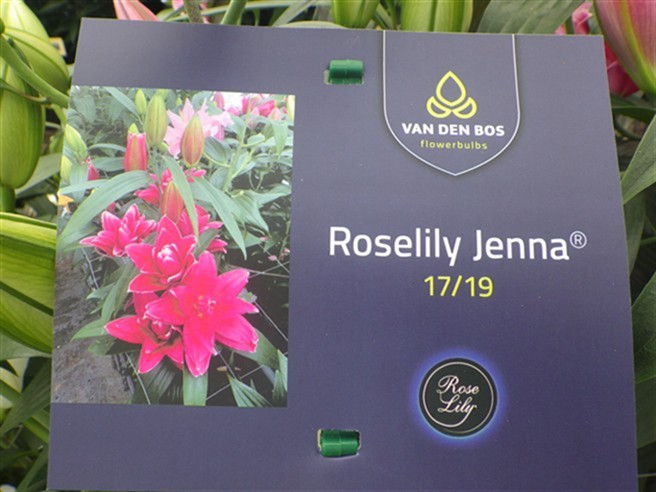 VAN DEN BOS
flowerbulbs
Roselily Jenna®
17/19
Rose
Lily